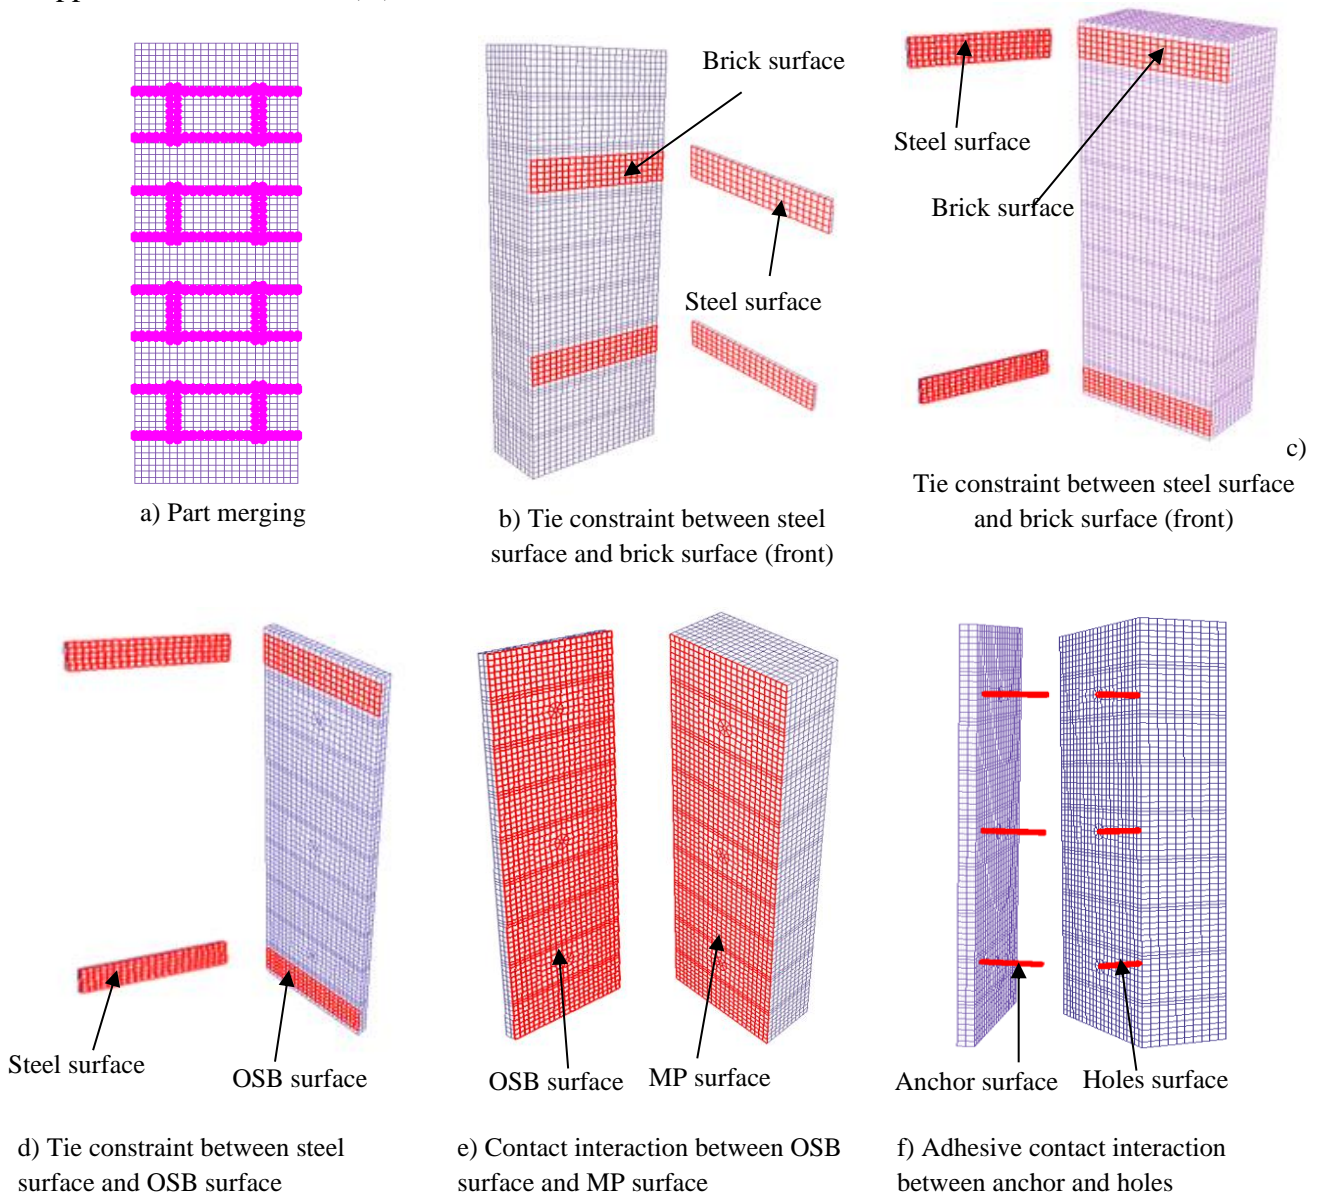 Brick surface
Steel surface
a) Part merging
b) Tie constraint between steel
surface and brick surface (front)
Steel surface
Brick surface
c)
Tie constraint between steel surface
and brick surface (front)
Steel surface
OSB surface
d) Tie constraint between steel
surface and OSB surface
OSB surface
MP surface
e) Contact interaction between OSB
surface and MP surface
Anchor surface
Holes surface
f) Adhesive contact interaction
between anchor and holes